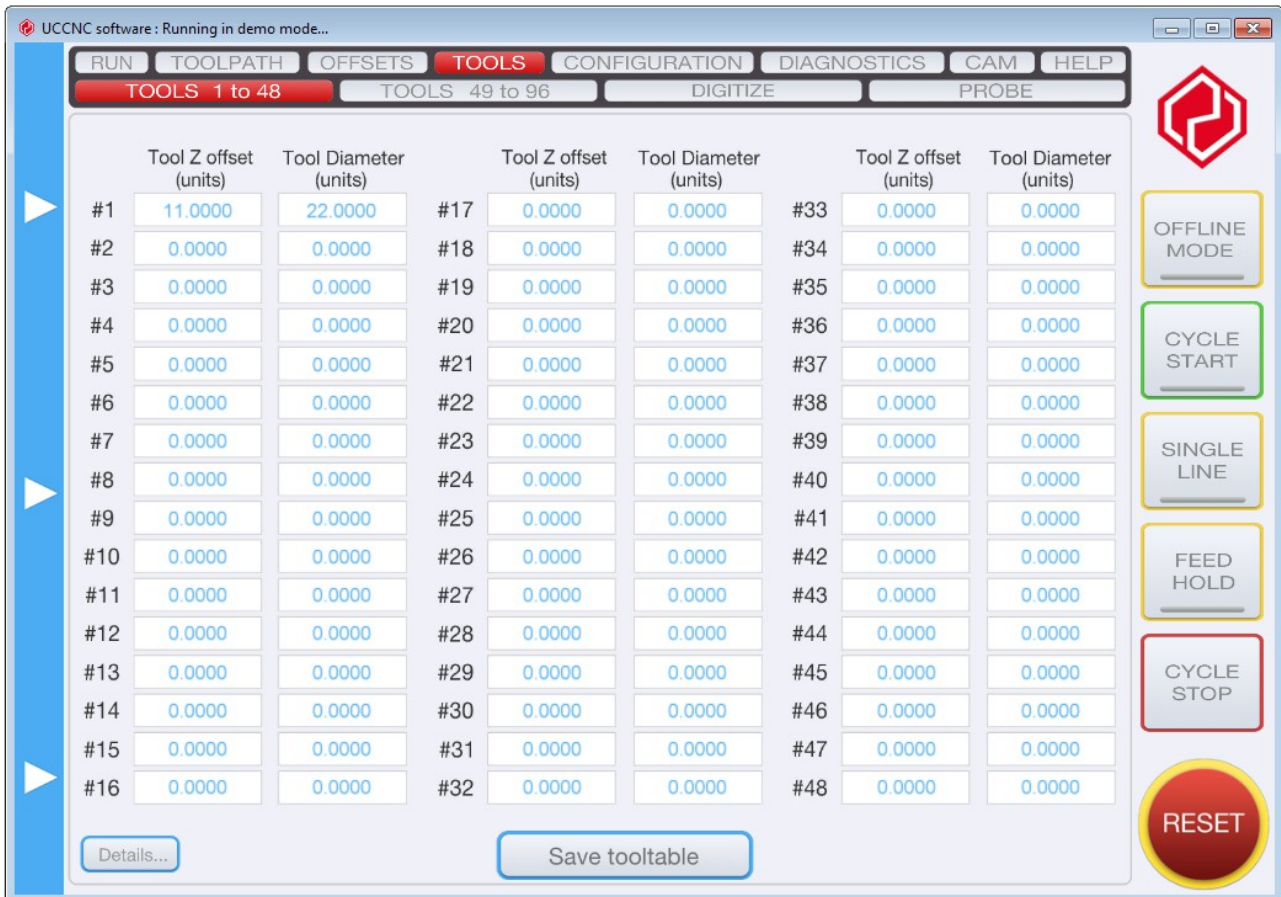 UCCNC software : Running in demo mode...
RUN TOOLPATH OFFSETS TOOLS CONFIGURATION DIAGNOSTICS CAM HELP
TOOLS 1 to 48 TOOLS 49 to 96 DIGITIZE PROBE
Tool Z offset Tool Diameter Tool Z offset Tool Diameter Tool Z offset Tool Diameter
(units) (units) (units) (units) (units) (units)
#1 11.0000 22.0000 #17 0.0000 0.0000 #33 0.0000 0.0000
#2 0.0000 0.0000 #18 0.0000 0.0000 #34 0.0000 0.0000
#3 0.0000 0.0000 #19 0.0000 0.0000 #35 0.0000 0.0000
#4 0.0000 0.0000 #20 0.0000 0.0000 #36 0.0000 0.0000
#5 0.0000 0.0000 #21 0.0000 0.0000 #37 0.0000 0.0000
#6 0.0000 0.0000 #22 0.0000 0.0000 #38 0.0000 0.0000
#7 0.0000 0.0000 #23 0.0000 0.0000 #39 0.0000 0.0000
#8 0.0000 0.0000 #24 0.0000 0.0000 #40 0.0000 0.0000
#9 0.0000 0.0000 #25 0.0000 0.0000 #41 0.0000 0.0000
#10 0.0000 0.0000 #26 0.0000 0.0000 #42 0.0000 0.0000
#11 0.0000 0.0000 #27 0.0000 0.0000 #43 0.0000 0.0000
#12 0.0000 0.0000 #28 0.0000 0.0000 #44 0.0000 0.0000
#13 0.0000 0.0000 #29 0.0000 0.0000 #45 0.0000 0.0000
#14 0.0000 0.0000 #30 0.0000 0.0000 #46 0.0000 0.0000
#15 0.0000 0.0000 #31 0.0000 0.0000 #47 0.0000 0.0000
#16 0.0000 0.0000 #32 0.0000 0.0000 #48 0.0000 0.0000
Details...
Save tooltable
OFFLINE
MODE
CYCLE
START
SINGLE
LINE
FEED
HOLD
CYCLE
STOP
RESET